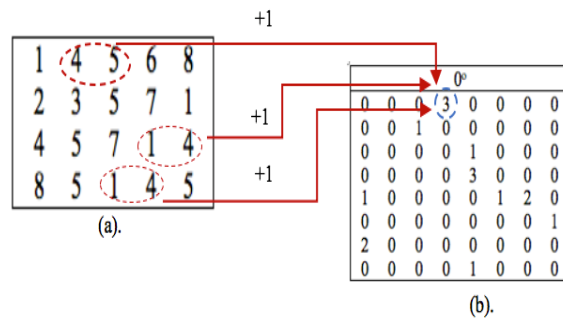 +1
+1
+1
1 4 5 6 8
2 3 5 7 1
4 5 7 1 4
8 5 1 4 5
(a).
0º
0 0 0 3 0 0 0 0
0 0 1 0 0 0 0 0
0 0 0 0 1 0 0 0
0 0 0 0 3 0 0 0
1 0 0 0 0 1 2 0
0 0 0 0 0 0 0 1
2 0 0 0 0 0 0 0
0 0 0 0 1 0 0 0
(b).